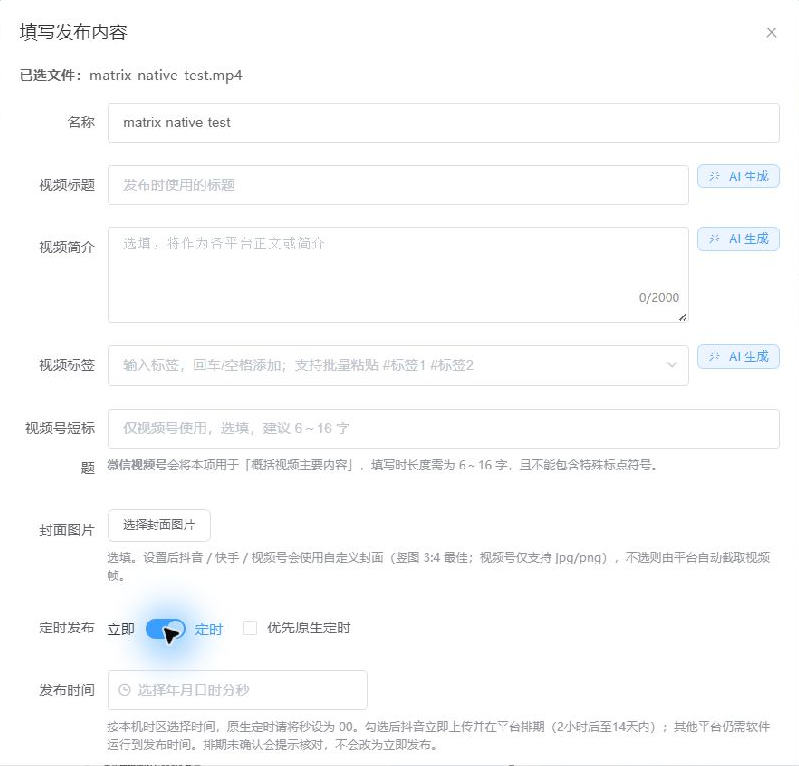 填写发布内容
已选文件：matrix-native-test.mp4
名称 matrix native test
视频标题 发布时使用的标题 AI 生成
视频简介 选填，将作为各平台正文或简介 AI 生成
0/2000
视频标签 输入标签，回车/空格添加；支持批量粘贴 #标签1 #标签2 AI 生成
视频号短标题 仅视频号使用，选填，建议 6~16 字
微信视频号会将本项用于「概括视频主要内容」，填写时长度需为 6~16 字，且不能包含特殊标点符号。
封面图片 选择封面图片
选填。设置后抖音 / 快手 / 视频号会使用自定义封面（竖图 3:4 最佳；视频号仅支持 jpg/png），不选则由平台自动截取视频
帧。
定时发布 立即 定时 优先原生定时
发布时间 选择年月日时分秒
按本机时区选择时间，原生定时请将秒设为 00。勾选后抖音立即上传并在平台排期（2小时后至14天内）；其他平台仍需软件
运行到发布时间。排期未确认会提示核对，不会改为立即发布。